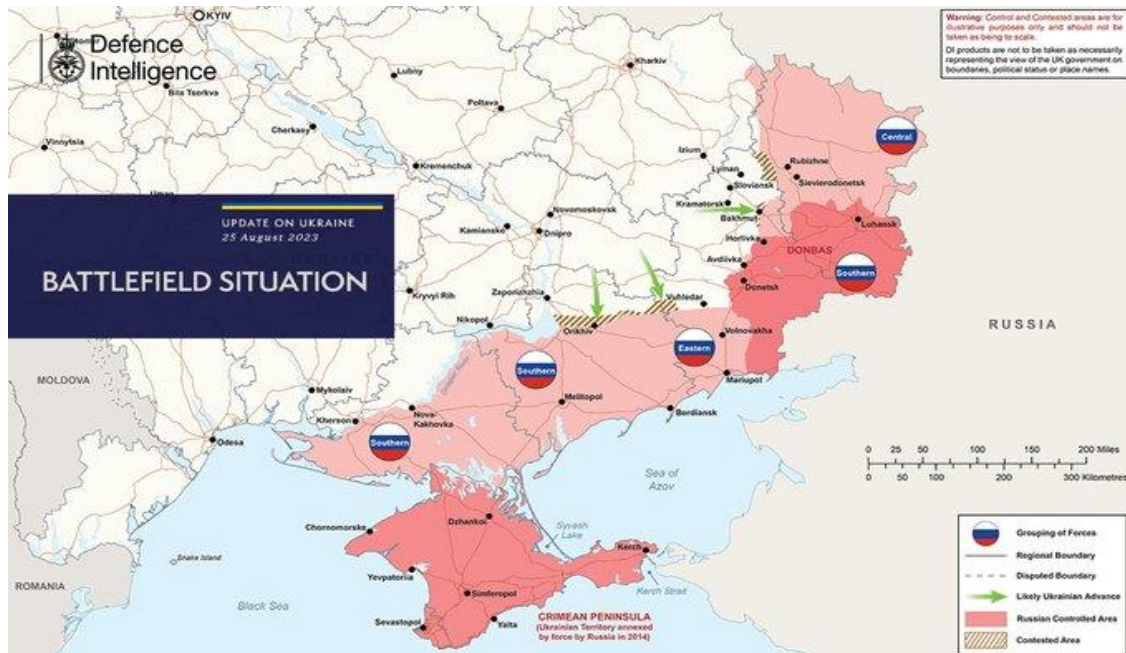 KYIV
Defence
Intelligence
Warning: Control and Contested areas are for
illustrative purposes only and should not be
taken as being to scale.
DI products are not to be taken as necessarily
representing the view of the UK government on
boundaries, political status or place names.
Bila Tserkva
Lubny
Kharkiv
Poltava
Cherkasy
Vinnytsia
Kremenchuk
Izium
Lyman
Sloviansk
Kramatorsk
Bakhmut
Rubizhne
Sievierodonetsk
Central
UPDATE ON UKRAINE
25 August 2023
BATTLEFIELD SITUATION
Novomoskovsk
Kamianske
Dnipro
Horlivka
Luhansk
DONBAS
Avdiivka
Southern
Donetsk
Kryvyi Rih
Zaporizhzhia
Vuhledar
Nikopol
Orikhiv
Volnovakha
Eastern
RUSSIA
MOLDOVA
Southern
Mariupol
Mykolaiv
Melitopol
Berdiansk
Kherson
Nova-
Kakhovka
Southern
Odesa
Sea of
Azov
0 25 50 100 150 200 Miles
0 50 100 200 300 Kilometres
Chornomorske
Dzhankoi
Syvash
Lake
Kerch
Snake Island
Yevpatoriia
Kerch Strait
ROMANIA
Black Sea
Simferopol
Sevastopol
Yalta
CRIMEAN PENINSULA
(Ukrainian Territory annexed
by force by Russia in 2014)
Grouping of Forces
Regional Boundary
Disputed Boundary
Likely Ukrainian Advance
Russian Controlled Area
Contested Area